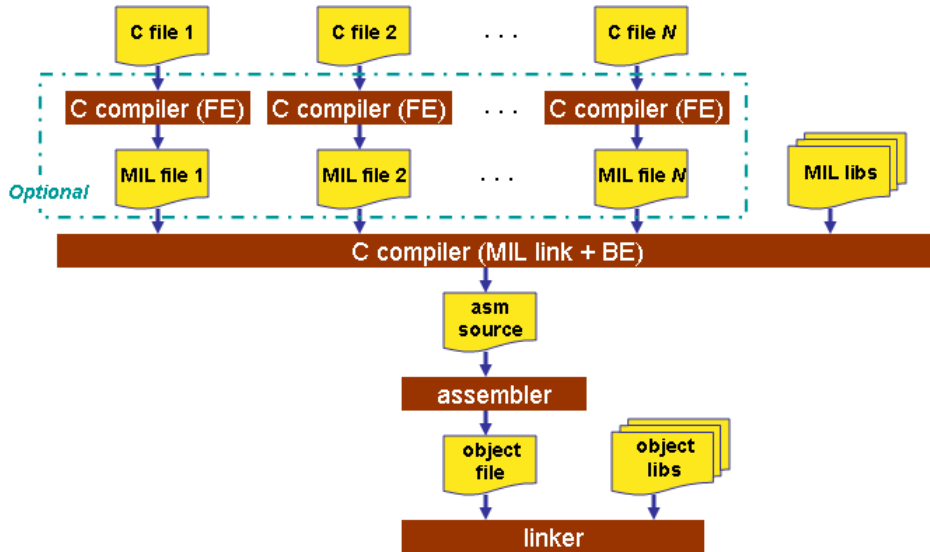 C file 1
C file 2
. . .
C file N
C compiler (FE)
C compiler (FE)
. . .
C compiler (FE)
MIL file 1
MIL file 2
. . .
MIL file N
MIL libs
Optional
C compiler (MIL link + BE)
asm
source
assembler
object
file
object
libs
linker